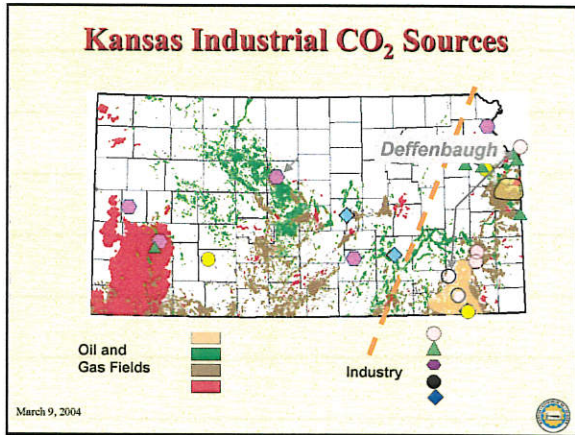 Kansas Industrial CO₂ Sources
Deffenbaugh
Oil and
Gas Fields
Industry
March 9, 2004